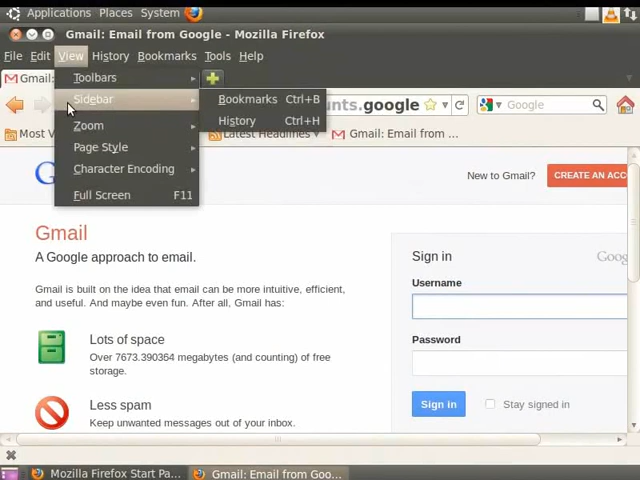 Applications Places System
Gmail: Email from Google - Mozilla Firefox
File Edit View History Bookmarks Tools Help
Gmail:
Toolbars
Sidebar
Bookmarks Ctrl+B
History Ctrl+H
Zoom
Page Style
Character Encoding
Full Screen F11
unts.google
Google
Most V
Latest Headlines
Gmail: Email from ...
New to Gmail?
CREATE AN ACCO
Gmail
A Google approach to email.
Gmail is built on the idea that email can be more intuitive, efficient,
and useful. And maybe even fun. After all, Gmail has:
Lots of space
Over 7673.390364 megabytes (and counting) of free
storage.
Less spam
Keep unwanted messages out of your inbox.
Sign in
Goog
Username
Password
Sign in
Stay signed in
Mozilla Firefox Start Pa...
Gmail: Email from Goo...